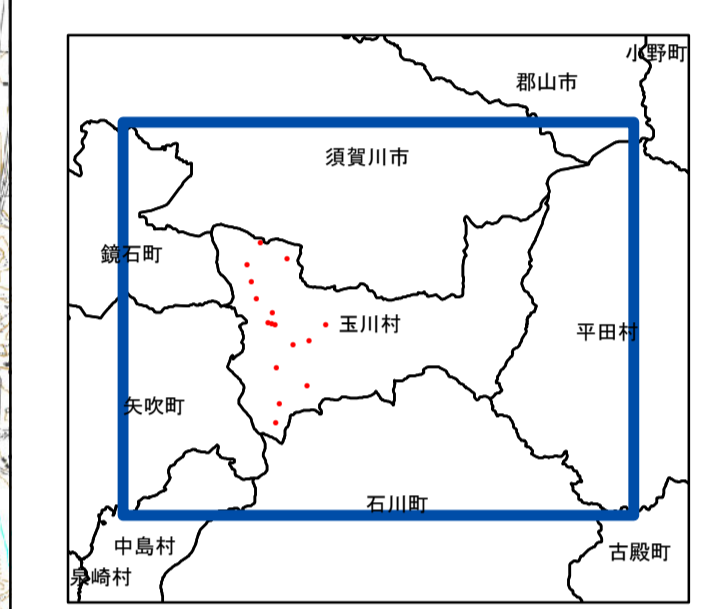 小野町
郡山市
須賀川市
鏡石町
玉川村
平田村
矢吹町
石川町
中島村
古殿町
泉崎村